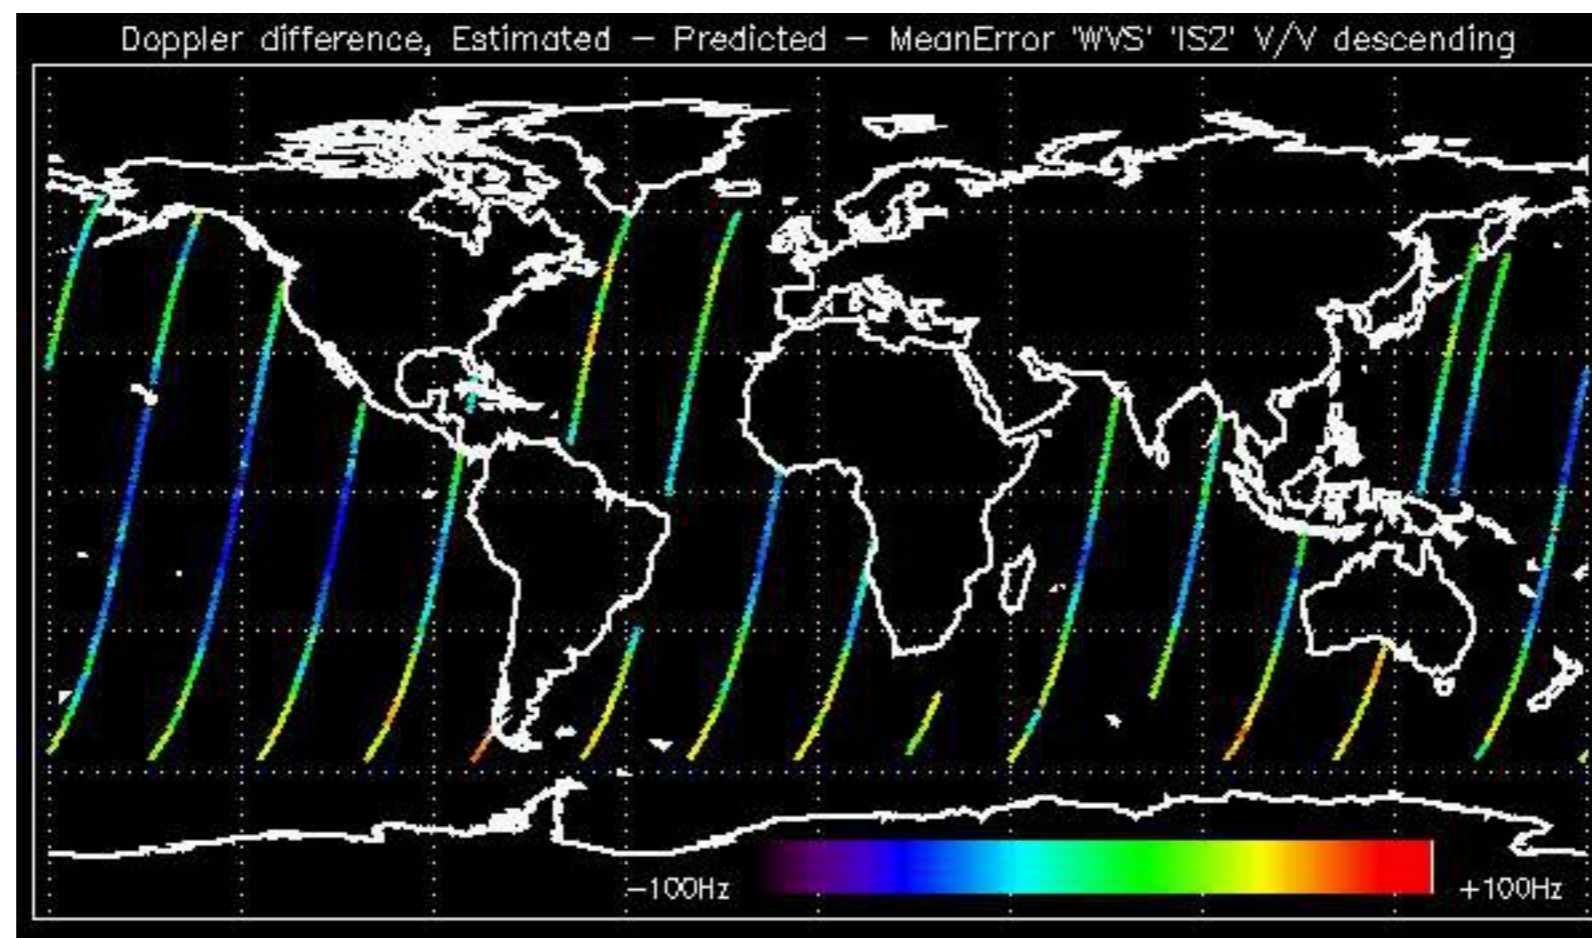 Doppler difference, Estimated – Predicted – MeanError 'WVS' 'IS2' V/V descending
–100Hz
+100Hz